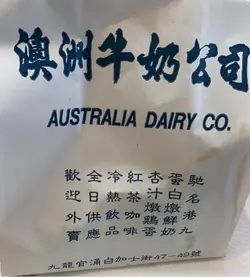 澳洲牛奶公司
AUSTRALIA DAIRY CO.
馳名港九
蛋白燉鮮奶
杏汁燉鷄蛋
紅茶咖啡
冷熱飲品
全日供應
歡迎外賣
九龍官涌白加士街47-49號